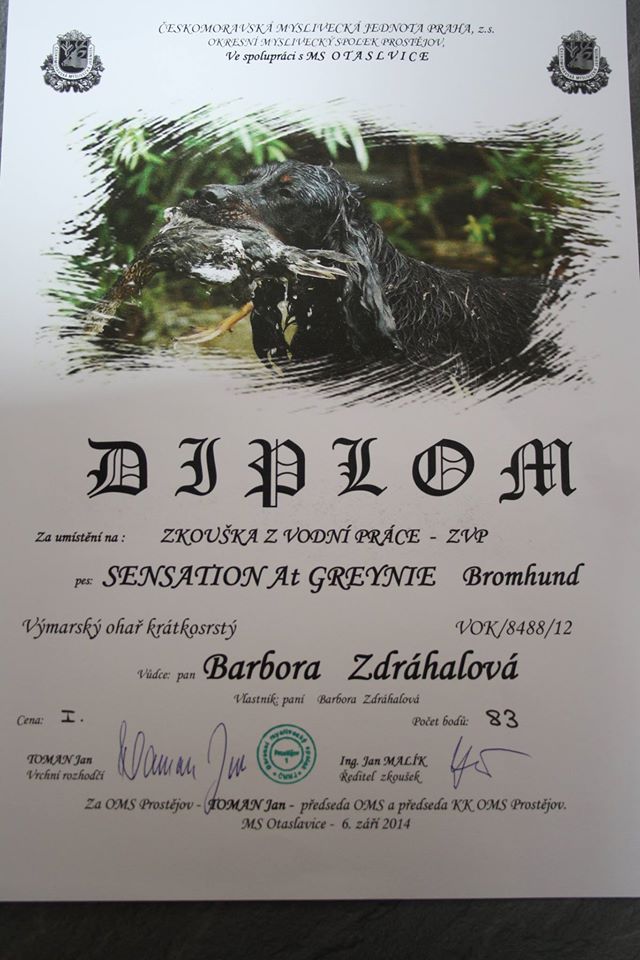 ČESKOMORAVSKÁ MYSLIVECKÁ JEDNOTA PRAHA, z.s.
OKRESNÍ MYSLIVECKÝ SPOLEK PROSTĚJOV,
Ve spolupráci s MS OTASLVICE
DIPLOM
Za umístění na : ZKOUŠKA Z VODNÍ PRÁCE - ZVP
pes: SENSATION At GREYNIE Bromhund
Výmarský ohař krátkosrstý VOK/8488/12
Vůdce: pan Barbora Zdráhalová
Vlastník: paní Barbora Zdráhalová
Cena: I. Počet bodů: 83
TOMAN Jan Ing. Jan MALÍK
Vrchní rozhodčí Ředitel zkoušek
Za OMS Prostějov - TOMAN Jan - předseda OMS a předseda KK OMS Prostějov.
MS Otaslavice - 6. září 2014